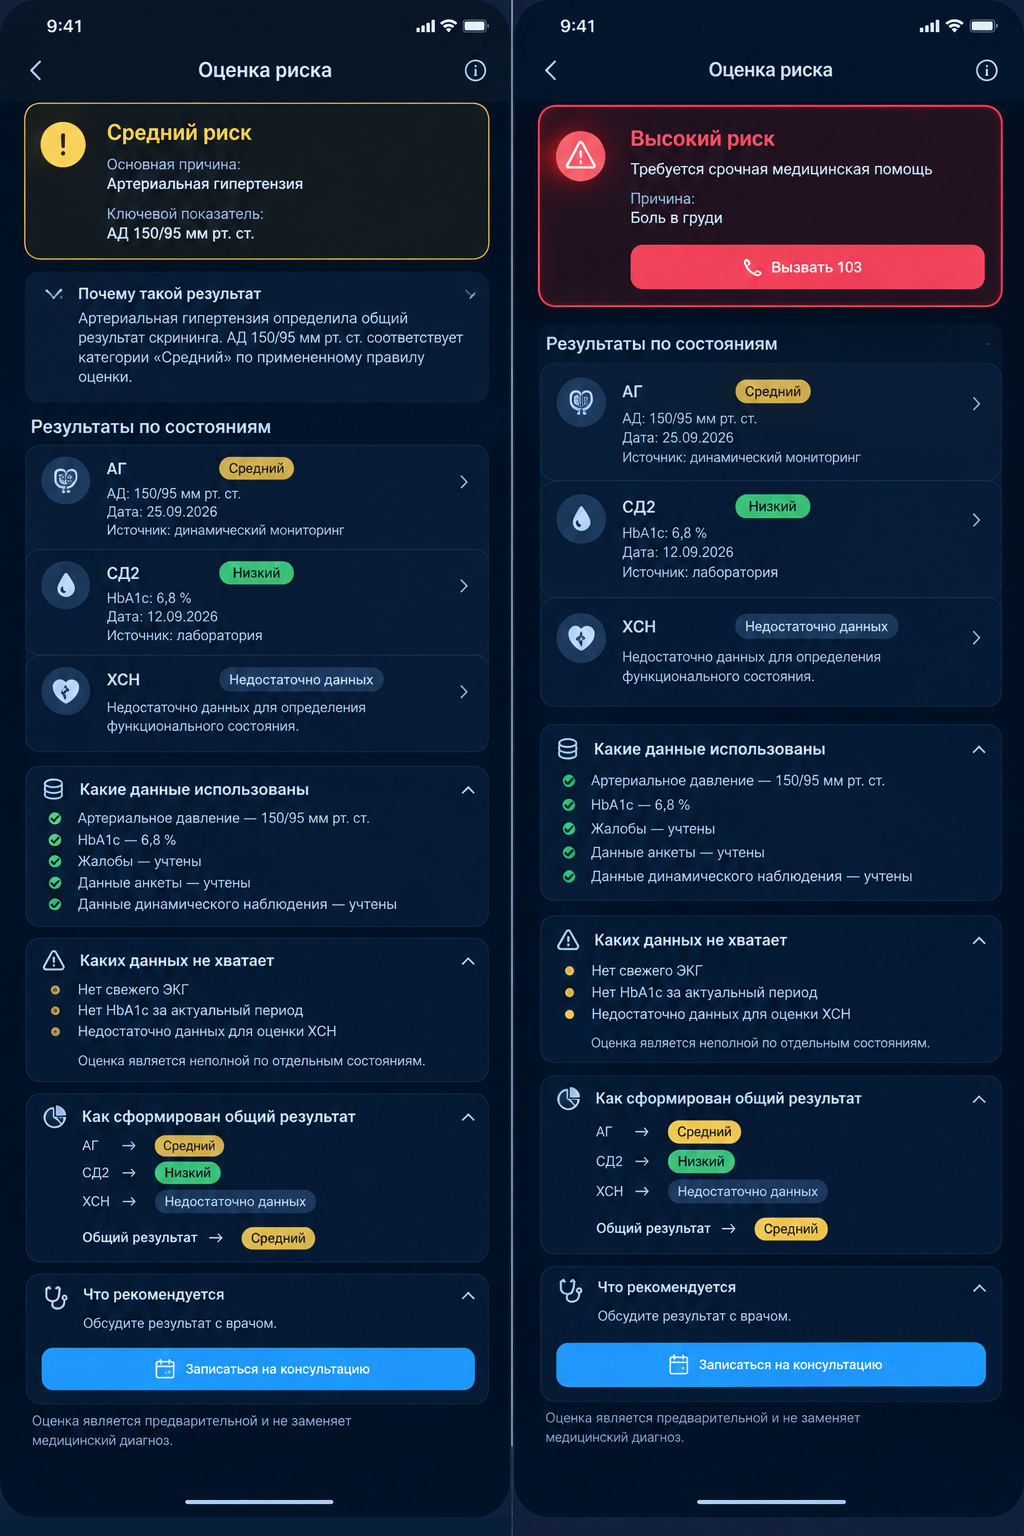 9:41
Оценка риска
Средний риск
Основная причина:
Артериальная гипертензия
Ключевой показатель:
АД 150/95 мм рт. ст.
Почему такой результат
Артериальная гипертензия определила общий
результат скрининга. АД 150/95 мм рт. ст. соответствует
категории «Средний» по примененному правилу
оценки.
Результаты по состояниям
АГ Средний
АД: 150/95 мм рт. ст.
Дата: 25.09.2026
Источник: динамический мониторинг
СД2 Низкий
HbA1c: 6,8 %
Дата: 12.09.2026
Источник: лаборатория
ХСН Недостаточно данных
Недостаточно данных для определения
функционального состояния.
Какие данные использованы
Артериальное давление — 150/95 мм рт. ст.
HbA1c — 6,8 %
Жалобы — учтены
Данные анкеты — учтены
Данные динамического наблюдения — учтены
Каких данных не хватает
Нет свежего ЭКГ
Нет HbA1c за актуальный период
Недостаточно данных для оценки ХСН
Оценка является неполной по отдельным состояниям.
Как сформирован общий результат
АГ → Средний
СД2 → Низкий
ХСН → Недостаточно данных
Общий результат → Средний
Что рекомендуется
Обсудите результат с врачом.
Записаться на консультацию
Оценка является предварительной и не заменяет
медицинский диагноз.
9:41
Оценка риска
Высокий риск
Требуется срочная медицинская помощь
Причина:
Боль в груди
Вызвать 103
Результаты по состояниям
АГ Средний
АД: 150/95 мм рт. ст.
Дата: 25.09.2026
Источник: динамический мониторинг
СД2 Низкий
HbA1c: 6,8 %
Дата: 12.09.2026
Источник: лаборатория
ХСН Недостаточно данных
Недостаточно данных для определения
функционального состояния.
Какие данные использованы
Артериальное давление — 150/95 мм рт. ст.
HbA1c — 6,8 %
Жалобы — учтены
Данные анкеты — учтены
Данные динамического наблюдения — учтены
Каких данных не хватает
Нет свежего ЭКГ
Нет HbA1c за актуальный период
Недостаточно данных для оценки ХСН
Оценка является неполной по отдельным состояниям.
Как сформирован общий результат
АГ → Средний
СД2 → Низкий
ХСН → Недостаточно данных
Общий результат → Средний
Что рекомендуется
Обсудите результат с врачом.
Записаться на консультацию
Оценка является предварительной и не заменяет
медицинский диагноз.